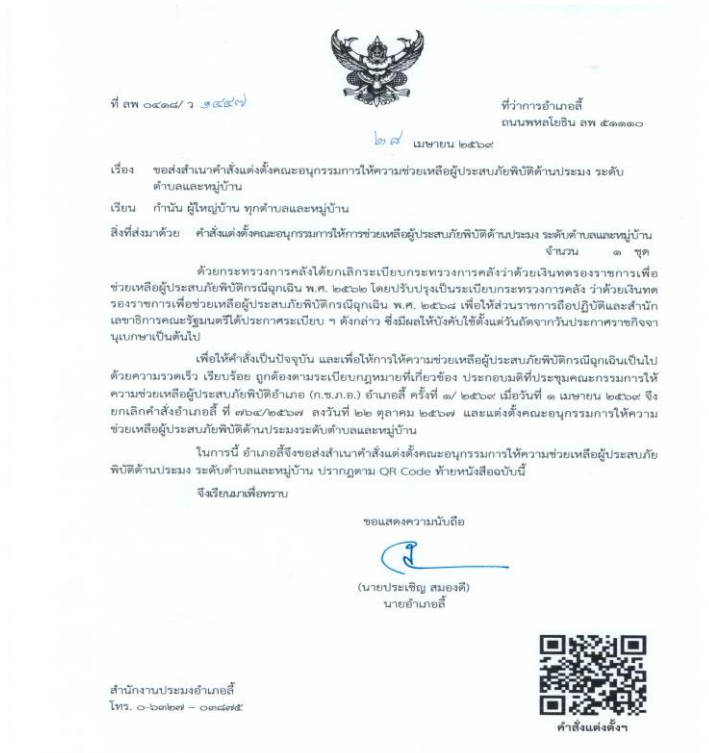 ที่ ลพ ๐๔๑๘/ ว ๑๔๔๗
ที่ว่าการอำเภอลี้
ถนนพหลโยธิน ลพ ๕๑๑๑๐
๒๘ เมษายน ๒๕๖๙
เรื่อง ขอส่งสำเนาคำสั่งแต่งตั้งคณะอนุกรรมการให้ความช่วยเหลือผู้ประสบภัยพิบัติด้านประมง ระดับ
ตำบลและหมู่บ้าน
เรียน กำนัน ผู้ใหญ่บ้าน ทุกตำบลและหมู่บ้าน
สิ่งที่ส่งมาด้วย คำสั่งแต่งตั้งคณะอนุกรรมการให้การช่วยเหลือผู้ประสบภัยพิบัติด้านประมง ระดับตำบลและหมู่บ้าน
จำนวน ๑ ชุด
ด้วยกระทรวงการคลังได้ยกเลิกระเบียบกระทรวงการคลังว่าด้วยเงินทดรองราชการเพื่อ
ช่วยเหลือผู้ประสบภัยพิบัติกรณีฉุกเฉิน พ.ศ. ๒๕๖๒ โดยปรับปรุงเป็นระเบียบกระทรวงการคลัง ว่าด้วยเงินทด
รองราชการเพื่อช่วยเหลือผู้ประสบภัยพิบัติกรณีฉุกเฉิน พ.ศ. ๒๕๖๘ เพื่อให้ส่วนราชการถือปฏิบัติและสำนัก
เลขาธิการคณะรัฐมนตรีได้ประกาศระเบียบ ฯ ดังกล่าว ซึ่งมีผลให้บังคับใช้ตั้งแต่วันถัดจากวันประกาศราชกิจจา
นุเบกษาเป็นต้นไป
เพื่อให้คำสั่งเป็นปัจจุบัน และเพื่อให้การให้ความช่วยเหลือผู้ประสบภัยพิบัติกรณีฉุกเฉินเป็นไป
ด้วยความรวดเร็ว เรียบร้อย ถูกต้องตามระเบียบกฎหมายที่เกี่ยวข้อง ประกอบมติที่ประชุมคณะกรรมการให้
ความช่วยเหลือผู้ประสบภัยพิบัติอำเภอ (ก.ช.ภ.อ.) อำเภอลี้ ครั้งที่ ๑/ ๒๕๖๙ เมื่อวันที่ ๑ เมษายน ๒๕๖๙ จึง
ยกเลิกคำสั่งอำเภอลี้ ที่ ๗๖๔/๒๕๖๗ ลงวันที่ ๒๒ ตุลาคม ๒๕๖๗ และแต่งตั้งคณะอนุกรรมการให้ความ
ช่วยเหลือผู้ประสบภัยพิบัติด้านประมงระดับตำบลและหมู่บ้าน
ในการนี้ อำเภอลี้จึงขอส่งสำเนาคำสั่งแต่งตั้งคณะอนุกรรมการให้ความช่วยเหลือผู้ประสบภัย
พิบัติด้านประมง ระดับตำบลและหมู่บ้าน ปรากฏตาม QR Code ท้ายหนังสือฉบับนี้
จึงเรียนมาเพื่อทราบ
ขอแสดงความนับถือ
(นายประเชิญ สมองดี)
นายอำเภอลี้
สำนักงานประมงอำเภอลี้
โทร. ๐-๖๓๒๗ – ๐๓๘๗๕
คำสั่งแต่งตั้งฯ